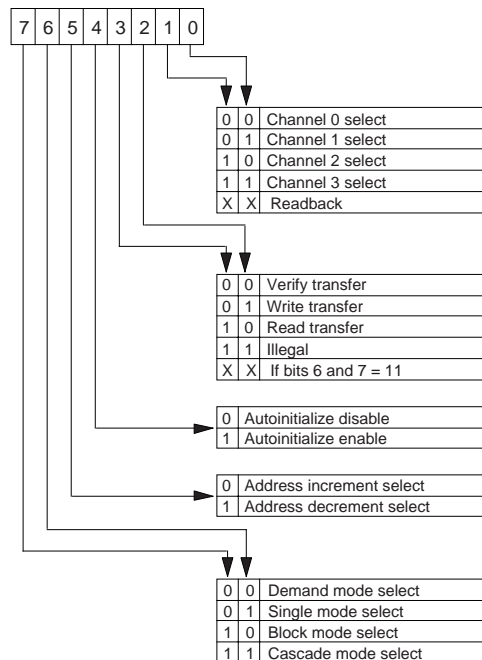 7 6 5 4 3 2 1 0
0 0 Channel 0 select
0 1 Channel 1 select
1 0 Channel 2 select
1 1 Channel 3 select
X X Readback
0 0 Verify transfer
0 1 Write transfer
1 0 Read transfer
1 1 Illegal
X X If bits 6 and 7 = 11
0 Autoinitialize disable
1 Autoinitialize enable
0 Address increment select
1 Address decrement select
0 0 Demand mode select
0 1 Single mode select
1 0 Block mode select
1 1 Cascade mode select